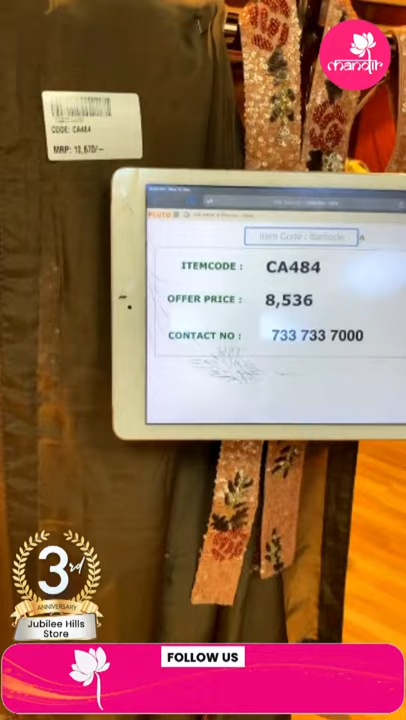 mandir
CODE: CA484
MRP: 10,670/-
PLUTO
Item Code / Barcode
ITEMCODE : CA484
OFFER PRICE : 8,536
CONTACT NO : 733 733 7000
3rd
ANNIVERSARY
Jubilee Hills
Store
FOLLOW US